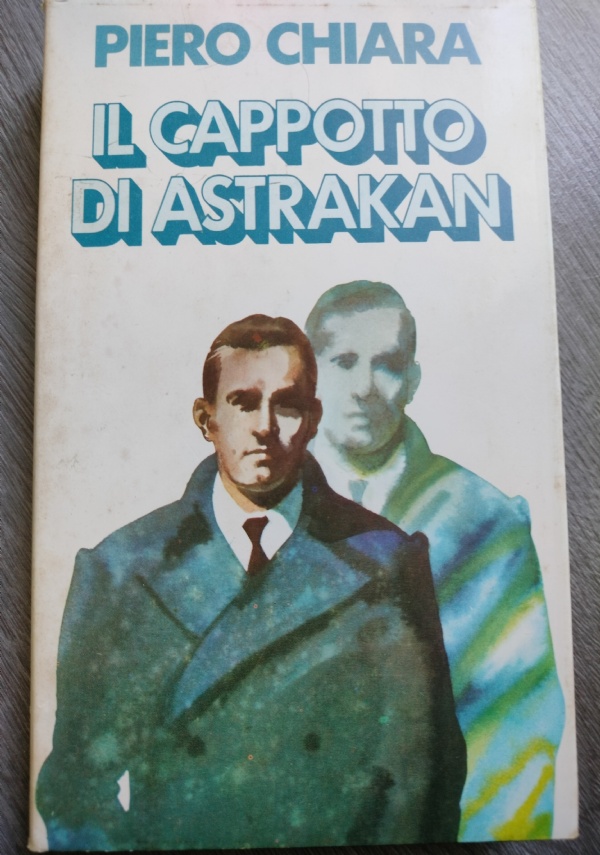 PIERO CHIARA
IL CAPPOTTO
DI ASTRAKAN